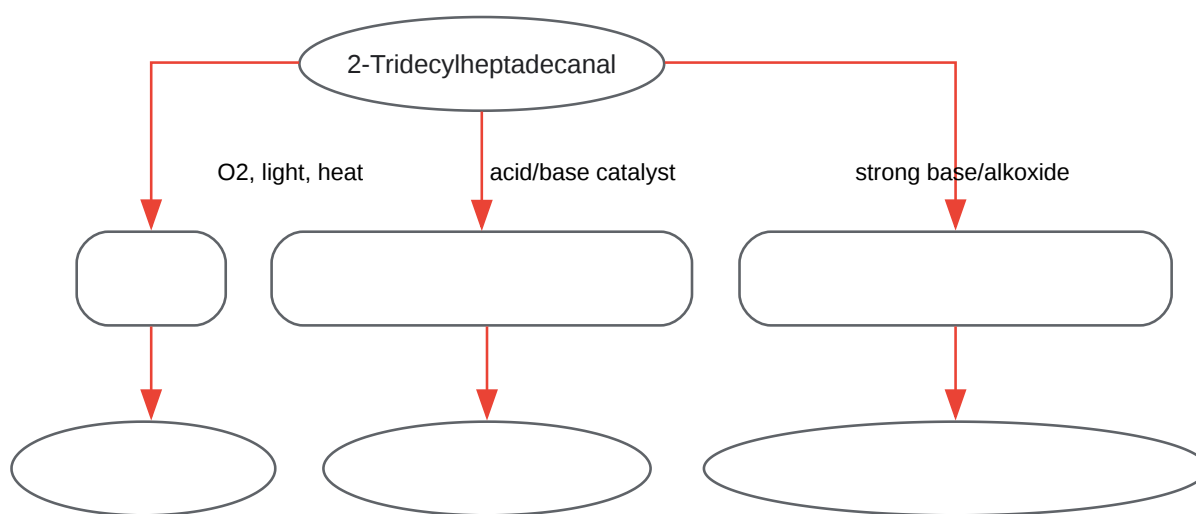 2-Tridecylheptadecanal
O2, light, heat
acid/base catalyst
strong base/alkoxide